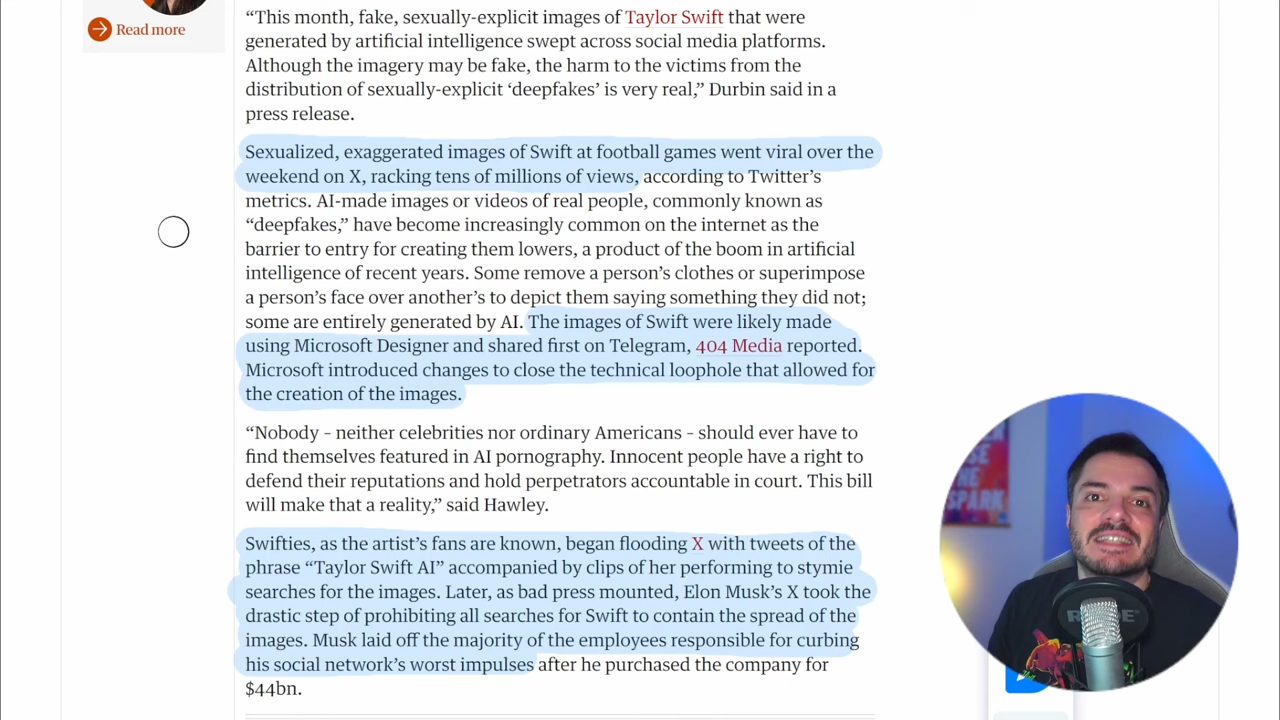 Read more
“This month, fake, sexually-explicit images of Taylor Swift that were
generated by artificial intelligence swept across social media platforms.
Although the imagery may be fake, the harm to the victims from the
distribution of sexually-explicit ‘deepfakes’ is very real,” Durbin said in a
press release.
Sexualized, exaggerated images of Swift at football games went viral over the
weekend on X, racking tens of millions of views, according to Twitter’s
metrics. AI-made images or videos of real people, commonly known as
“deepfakes,” have become increasingly common on the internet as the
barrier to entry for creating them lowers, a product of the boom in artificial
intelligence of recent years. Some remove a person’s clothes or superimpose
a person’s face over another’s to depict them saying something they did not;
some are entirely generated by AI. The images of Swift were likely made
using Microsoft Designer and shared first on Telegram, 404 Media reported.
Microsoft introduced changes to close the technical loophole that allowed for
the creation of the images.
“Nobody – neither celebrities nor ordinary Americans – should ever have to
find themselves featured in AI pornography. Innocent people have a right to
defend their reputations and hold perpetrators accountable in court. This bill
will make that a reality,” said Hawley.
Swifties, as the artist’s fans are known, began flooding X with tweets of the
phrase “Taylor Swift AI” accompanied by clips of her performing to stymie
searches for the images. Later, as bad press mounted, Elon Musk’s X took the
drastic step of prohibiting all searches for Swift to contain the spread of the
images. Musk laid off the majority of the employees responsible for curbing
his social network’s worst impulses after he purchased the company for
$44bn.
THE
SPARK